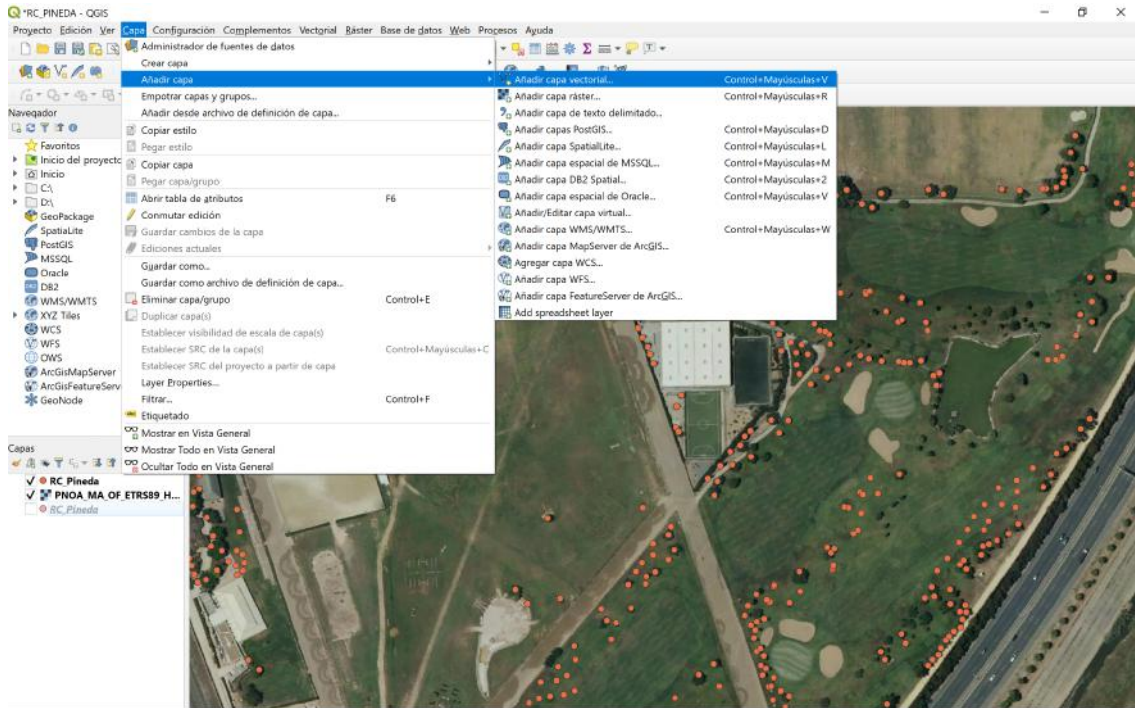 *RC_PINEDA - QGIS
Proyecto Edición Ver Capa Configuración Complementos Vectorial Ráster Base de datos Web Procesos Ayuda
Administrador de fuentes de datos
Crear capa
Añadir capa
Empotrar capas y grupos...
Añadir desde archivo de definición de capa...
Copiar estilo
Pegar estilo
Copiar capa
Pegar capa/grupo
Abrir tabla de atributos F6
Conmutar edición
Guardar cambios de la capa
Ediciones actuales
Guardar como...
Guardar como archivo de definición de capa...
Eliminar capa/grupo Control+E
Duplicar capa(s)
Establecer visibilidad de escala de capa(s)
Establecer SRC de la capa(s) Control+Mayúsculas+C
Establecer SRC del proyecto a partir de capa
Layer Properties...
Filtrar... Control+F
Etiquetado
Mostrar en Vista General
Mostrar Todo en Vista General
Ocultar Todo en Vista General
Añadir capa vectorial... Control+Mayúsculas+V
Añadir capa ráster... Control+Mayúsculas+R
Añadir capa de texto delimitado...
Añadir capas PostGIS... Control+Mayúsculas+D
Añadir capa SpatiaLite... Control+Mayúsculas+L
Añadir capa espacial de MSSQL... Control+Mayúsculas+M
Añadir capa DB2 Spatial... Control+Mayúsculas+2
Añadir capa espacial de Oracle... Control+Mayúsculas+V
Añadir/Editar capa virtual...
Añadir capa WMS/WMTS... Control+Mayúsculas+W
Añadir capa MapServer de ArcGIS...
Agregar capa WCS...
Añadir capa WFS...
Añadir capa FeatureServer de ArcGIS...
Add spreadsheet layer
Navegador
Favoritos
Inicio del proyecto
Inicio
C:\
D:\
GeoPackage
SpatiaLite
PostGIS
MSSQL
Oracle
DB2
WMS/WMTS
XYZ Tiles
WCS
WFS
OWS
ArcGisMapServer
ArcGisFeatureServ
GeoNode
Capas
RC_Pineda
PNOA_MA_OF_ETRS89_H...
RC_Pineda